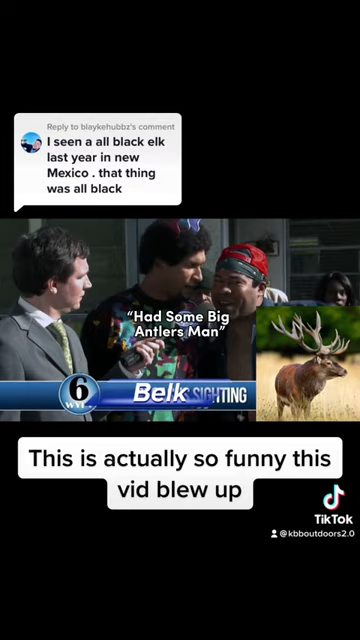 Reply to blaykehubbz's comment
I seen a all black elk
last year in new
Mexico . that thing
was all black
"Had Some Big
Antlers Man"
6
Belk
SIGHTING
This is actually so funny this
vid blew up
TikTok
@kbboutdoors2.0